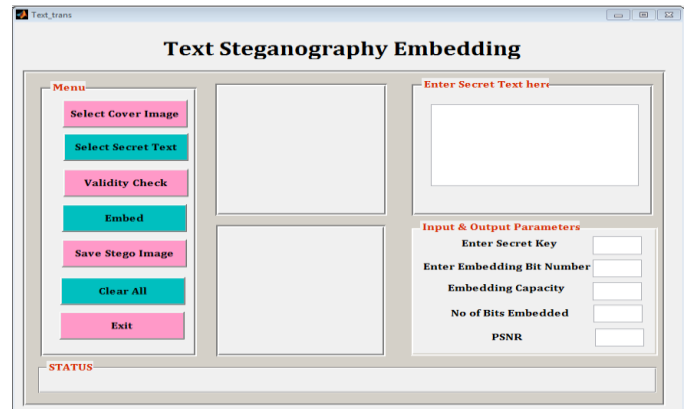 Text_trans
Text Steganography Embedding
Menu
Select Cover Image
Select Secret Text
Validity Check
Embed
Save Stego Image
Clear All
Exit
Enter Secret Text here
Input & Output Parameters
Enter Secret Key
Enter Embedding Bit Number
Embedding Capacity
No of Bits Embedded
PSNR
STATUS